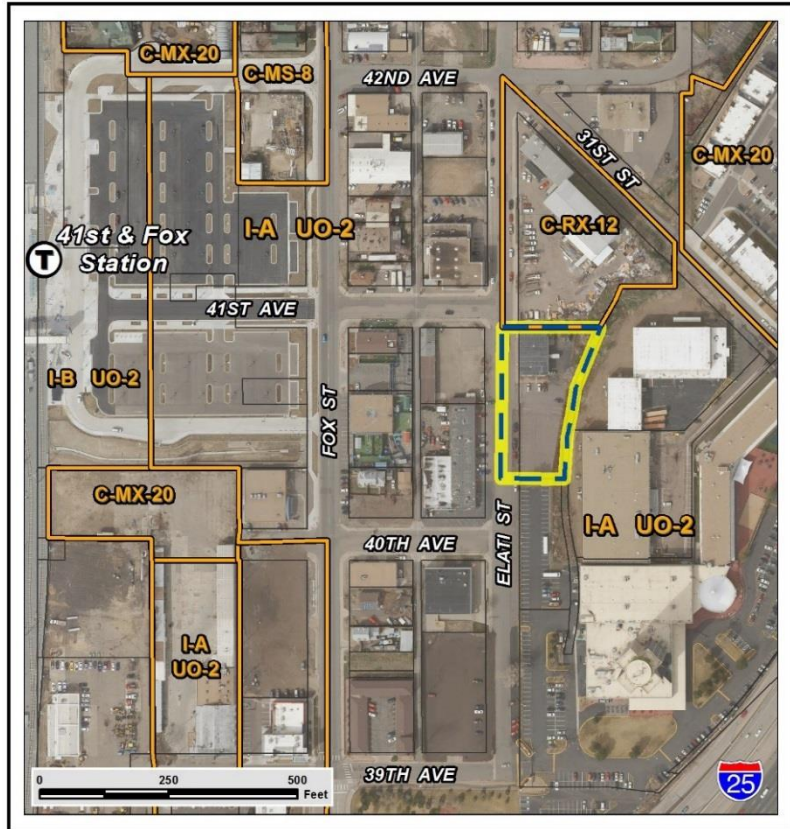 C-MX-20
C-MS-8
42ND AVE
31ST ST
C-MX-20
C-RX-12
41st & Fox
Station
T
I-A UO-2
41ST AVE
I-B UO-2
FOX ST
C-MX-20
ELATI ST
I-A UO-2
40TH AVE
I-A
UO-2
39TH AVE
0 250 500
Feet
25